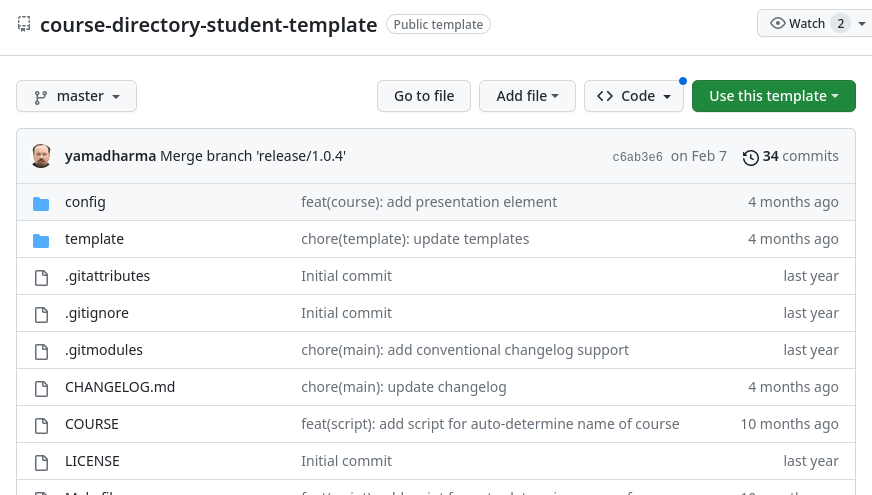 course-directory-student-template Public template Watch 2
master Go to file Add file Code Use this template
yamadharma Merge branch 'release/1.0.4' c6ab3e6 on Feb 7 34 commits
config feat(course): add presentation element 4 months ago
template chore(template): update templates 4 months ago
.gitattributes Initial commit last year
.gitignore Initial commit last year
.gitmodules chore(main): add conventional changelog support last year
CHANGELOG.md chore(main): update changelog 4 months ago
COURSE feat(script): add script for auto-determine name of course 10 months ago
LICENSE Initial commit last year